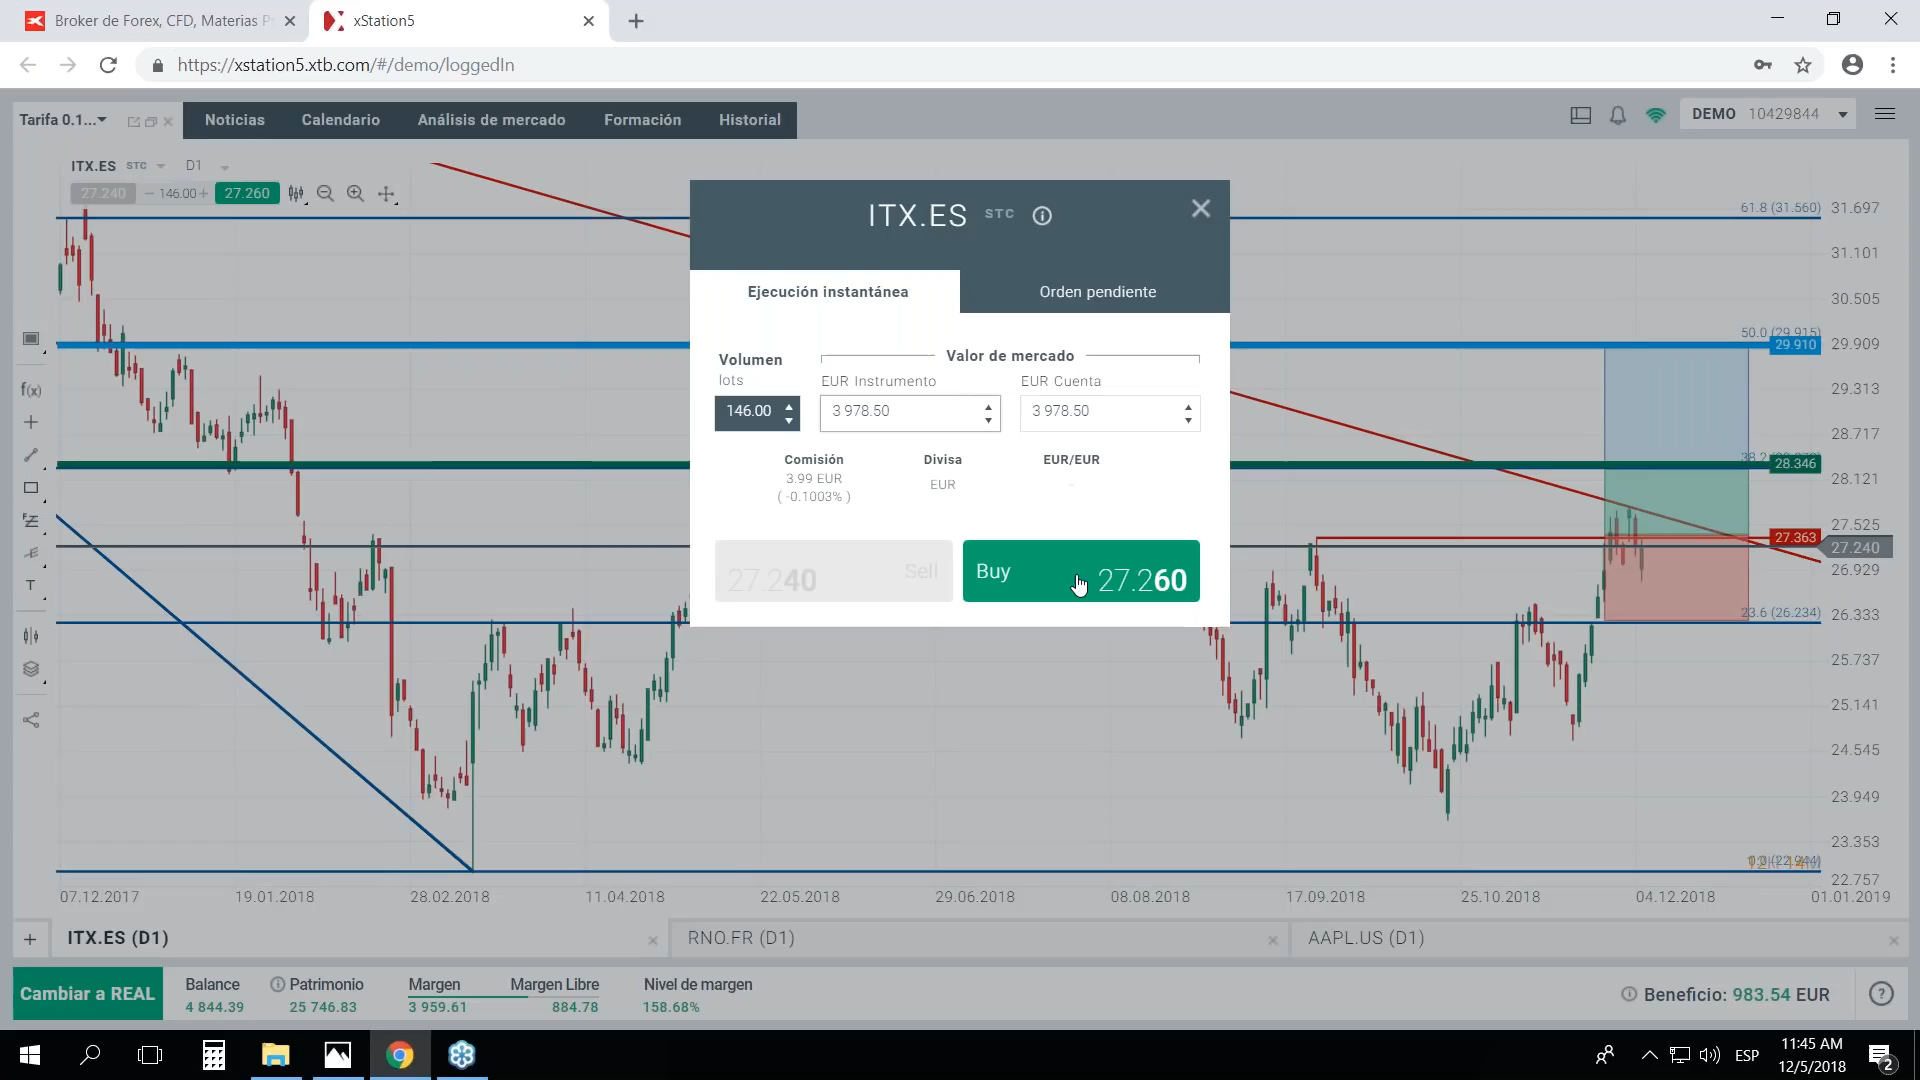 Broker de Forex, CFD, Materias P
xStation5
https://xstation5.xtb.com/#/demo/loggedIn
Tarifa 0.1...
Noticias
Calendario
Análisis de mercado
Formación
Historial
DEMO 10429844
ITX.ES STC D1
27.240 − 146.00 + 27.260
ITX.ES STC
Ejecución instantánea
Orden pendiente
Volumen
lots
Valor de mercado
EUR Instrumento
EUR Cuenta
146.00
3 978.50
3 978.50
Comisión
3.99 EUR
( -0.1003% )
Divisa
EUR
EUR/EUR
-
27.240 Sell
Buy 27.260
61.8 (31.560)
50.0 (29.915)
29.910
28.346
27.363
27.240
23.6 (26.234)
31.697
31.101
30.505
29.909
29.313
28.717
28.121
27.525
26.929
26.333
25.737
25.141
24.545
23.949
23.353
22.757
f(x)
T
07.12.2017
19.01.2018
28.02.2018
11.04.2018
22.05.2018
29.06.2018
08.08.2018
17.09.2018
25.10.2018
04.12.2018
01.01.2019
ITX.ES (D1)
RNO.FR (D1)
AAPL.US (D1)
Cambiar a REAL
Balance
4 844.39
Patrimonio
25 746.83
Margen
3 959.61
Margen Libre
884.78
Nivel de margen
158.68%
Beneficio: 983.54 EUR
ESP
11:45 AM
12/5/2018
2